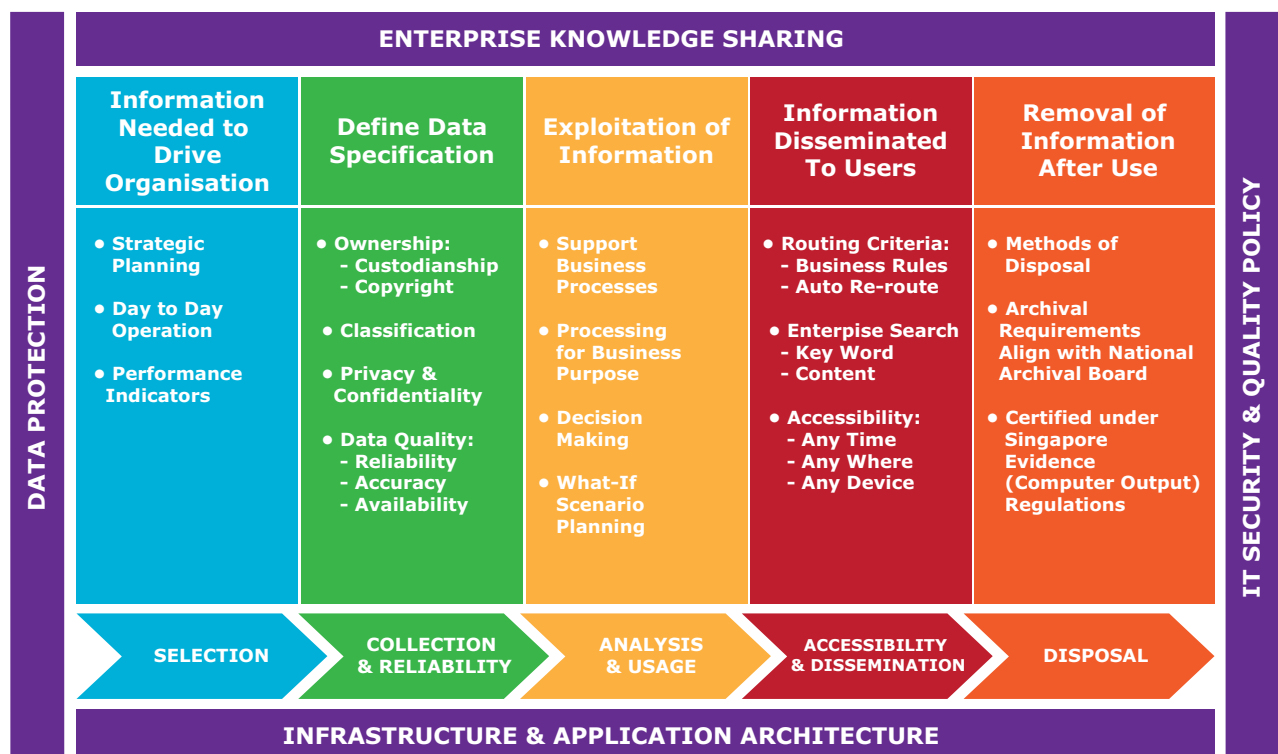 ENTERPRISE KNOWLEDGE SHARING
DATA PROTECTION
Information
Needed to
Drive
Organisation
• Strategic
Planning
• Day to Day
Operation
• Performance
Indicators
SELECTION
Define Data
Specification
• Ownership:
- Custodianship
- Copyright
• Classification
• Privacy &
Confidentiality
• Data Quality:
- Reliability
- Accuracy
- Availability
COLLECTION
& RELIABILITY
Exploitation of
Information
• Support
Business
Processes
• Processing
for Business
Purpose
• Decision
Making
• What-If
Scenario
Planning
ANALYSIS
& USAGE
Information
Disseminated
To Users
• Routing Criteria:
- Business Rules
- Auto Re-route
• Enterpise Search
- Key Word
- Content
• Accessibility:
- Any Time
- Any Where
- Any Device
ACCESSIBILITY
& DISSEMINATION
Removal of
Information
After Use
• Methods of
Disposal
• Archival
Requirements
Align with National
Archival Board
• Certified under
Singapore
Evidence
(Computer Output)
Regulations
DISPOSAL
IT SECURITY & QUALITY POLICY
INFRASTRUCTURE & APPLICATION ARCHITECTURE